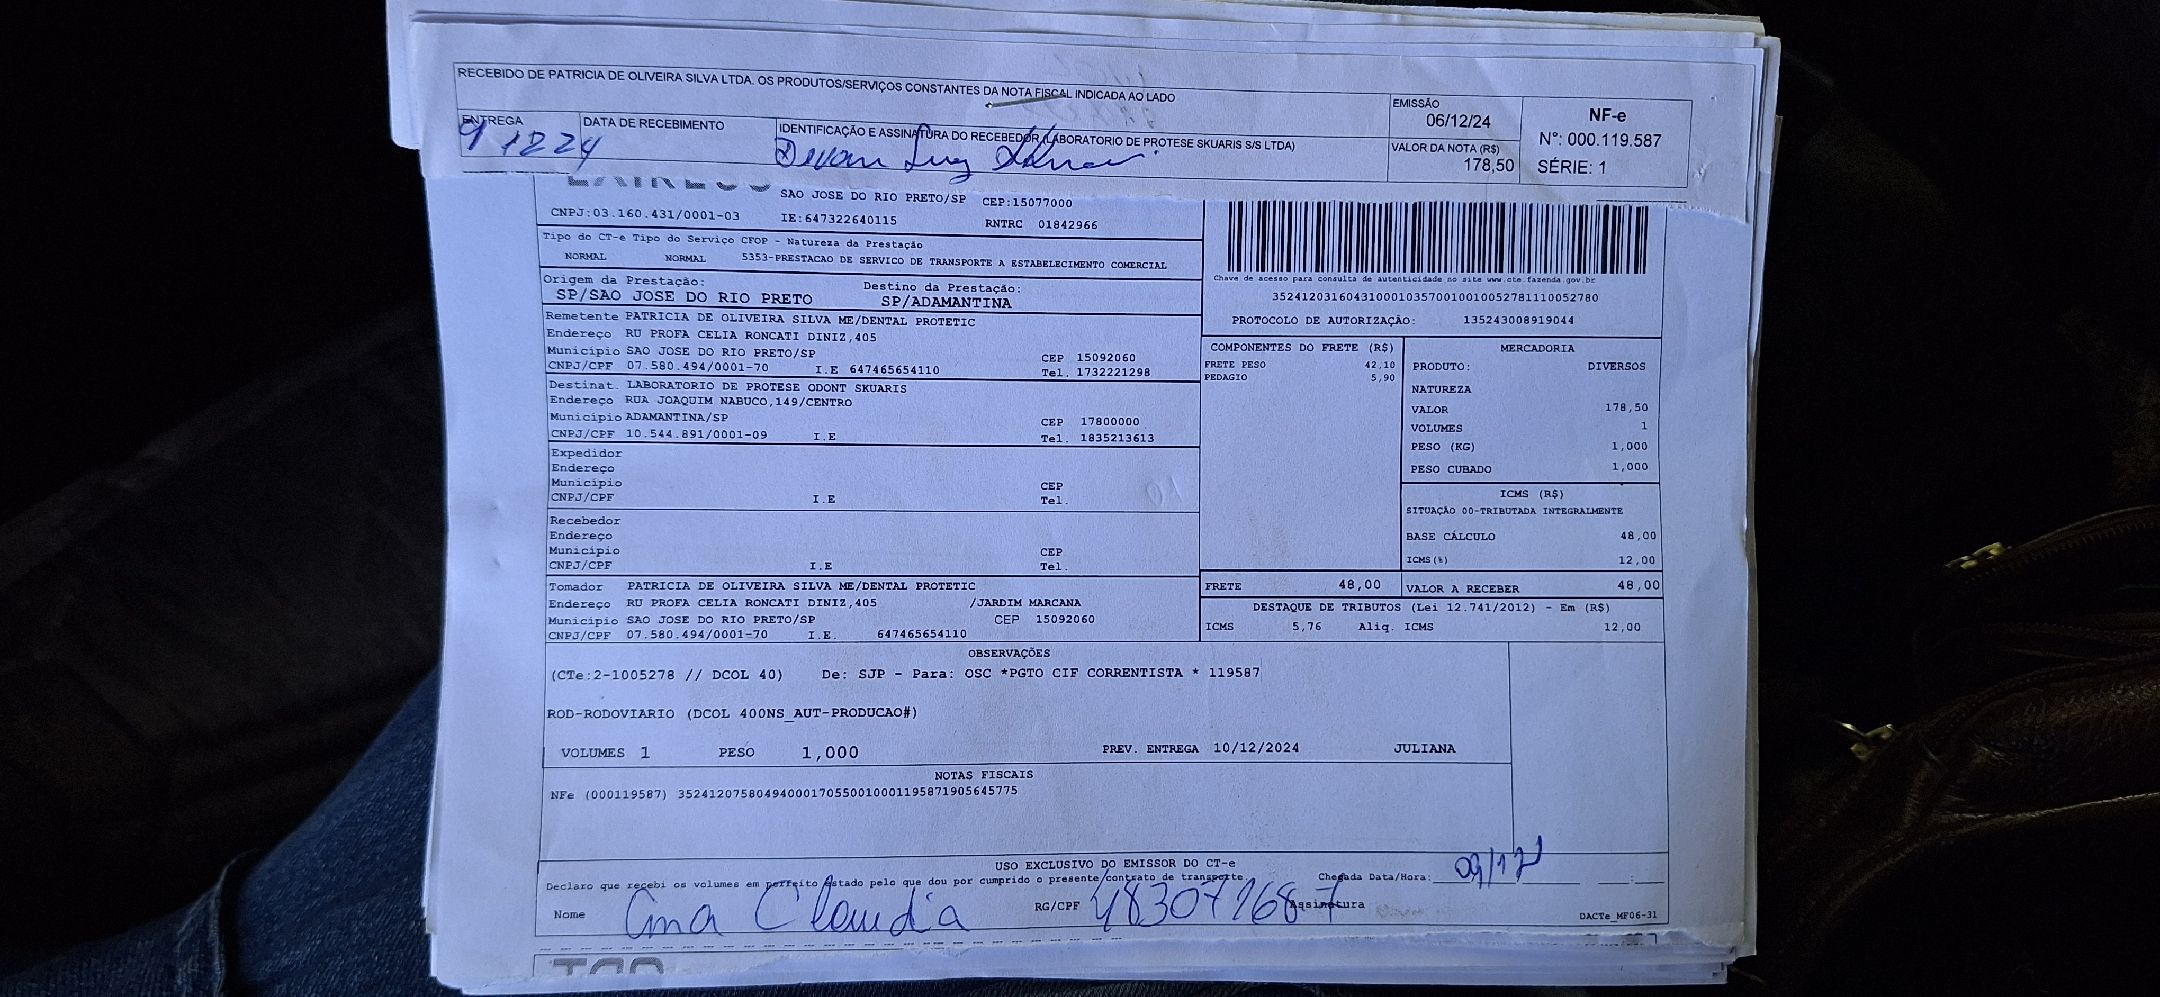 RECEBIDO DE PATRICIA DE OLIVEIRA SILVA LTDA. OS PRODUTOS/SERVIÇOS CONSTANTES DA NOTA FISCAL INDICADA AO LADO
EMISSÃO
06/12/24
NF-e
Nº: 000.119.587
SÉRIE: 1
ENTREGA
9 12 24
DATA DE RECEBIMENTO
IDENTIFICAÇÃO E ASSINATURA DO RECEBEDOR (LABORATORIO DE PROTESE SKUARIS S/S LTDA)
VALOR DA NOTA (R$)
178,50
SAO JOSE DO RIO PRETO/SP CEP:15077000
CNPJ:03.160.431/0001-03 IE:647322640115 RNTRC 01842966
Tipo do CT-e Tipo do Serviço CFOP - Natureza da Prestação
NORMAL NORMAL 5353-PRESTACAO DE SERVICO DE TRANSPORTE A ESTABELECIMENTO COMERCIAL
Chave de acesso para consulta de autenticidade no site www.cte.fazenda.gov.br
35241203160431000103570010010052781110052780
PROTOCOLO DE AUTORIZAÇÃO: 135243008919044
Origem da Prestação: Destino da Prestação:
SP/SAO JOSE DO RIO PRETO SP/ADAMANTINA
Remetente PATRICIA DE OLIVEIRA SILVA ME/DENTAL PROTETIC
Endereço RU PROFA CELIA RONCATI DINIZ,405
Município SAO JOSE DO RIO PRETO/SP CEP 15092060
CNPJ/CPF 07.580.494/0001-70 I.E 647465654110 Tel. 1732221298
Destinat. LABORATORIO DE PROTESE ODONT SKUARIS
Endereço RUA JOAQUIM NABUCO,149/CENTRO
Município ADAMANTINA/SP CEP 17800000
CNPJ/CPF 10.544.891/0001-09 I.E Tel. 1835213613
Expedidor
Endereço
Município CEP
CNPJ/CPF I.E Tel.
Recebedor
Endereço
Município CEP
CNPJ/CPF I.E Tel.
Tomador PATRICIA DE OLIVEIRA SILVA ME/DENTAL PROTETIC
Endereço RU PROFA CELIA RONCATI DINIZ,405 /JARDIM MARCANA
Município SAO JOSE DO RIO PRETO/SP CEP 15092060
CNPJ/CPF 07.580.494/0001-70 I.E. 647465654110
COMPONENTES DO FRETE (R$)
FRETE PESO 42,10
PEDAGIO 5,90
MERCADORIA
PRODUTO: DIVERSOS
NATUREZA
VALOR 178,50
VOLUMES 1
PESO (KG) 1,000
PESO CUBADO 1,000
ICMS (R$)
SITUAÇÃO 00-TRIBUTADA INTEGRALMENTE
BASE CÁLCULO 48,00
ICMS(%) 12,00
FRETE 48,00 VALOR A RECEBER 48,00
DESTAQUE DE TRIBUTOS (Lei 12.741/2012) - Em (R$)
ICMS 5,76 Aliq. ICMS 12,00
OBSERVAÇÕES
(CTe:2-1005278 // DCOL 40) De: SJP - Para: OSC *PGTO CIF CORRENTISTA * 119587
ROD-RODOVIARIO (DCOL 400NS_AUT-PRODUCAO#)
VOLUMES 1 PESO 1,000 PREV. ENTREGA 10/12/2024 JULIANA
NOTAS FISCAIS
NFe (000119587) 35241207580494000170550010001195871905645775
USO EXCLUSIVO DO EMISSOR DO CT-e
Declaro que recebi os volumes em perfeito estado pelo que dou por cumprido o presente contrato de transporte Chegada Data/Hora:
Nome Ana Claudia RG/CPF Assinatura
DACTe_MF06-31